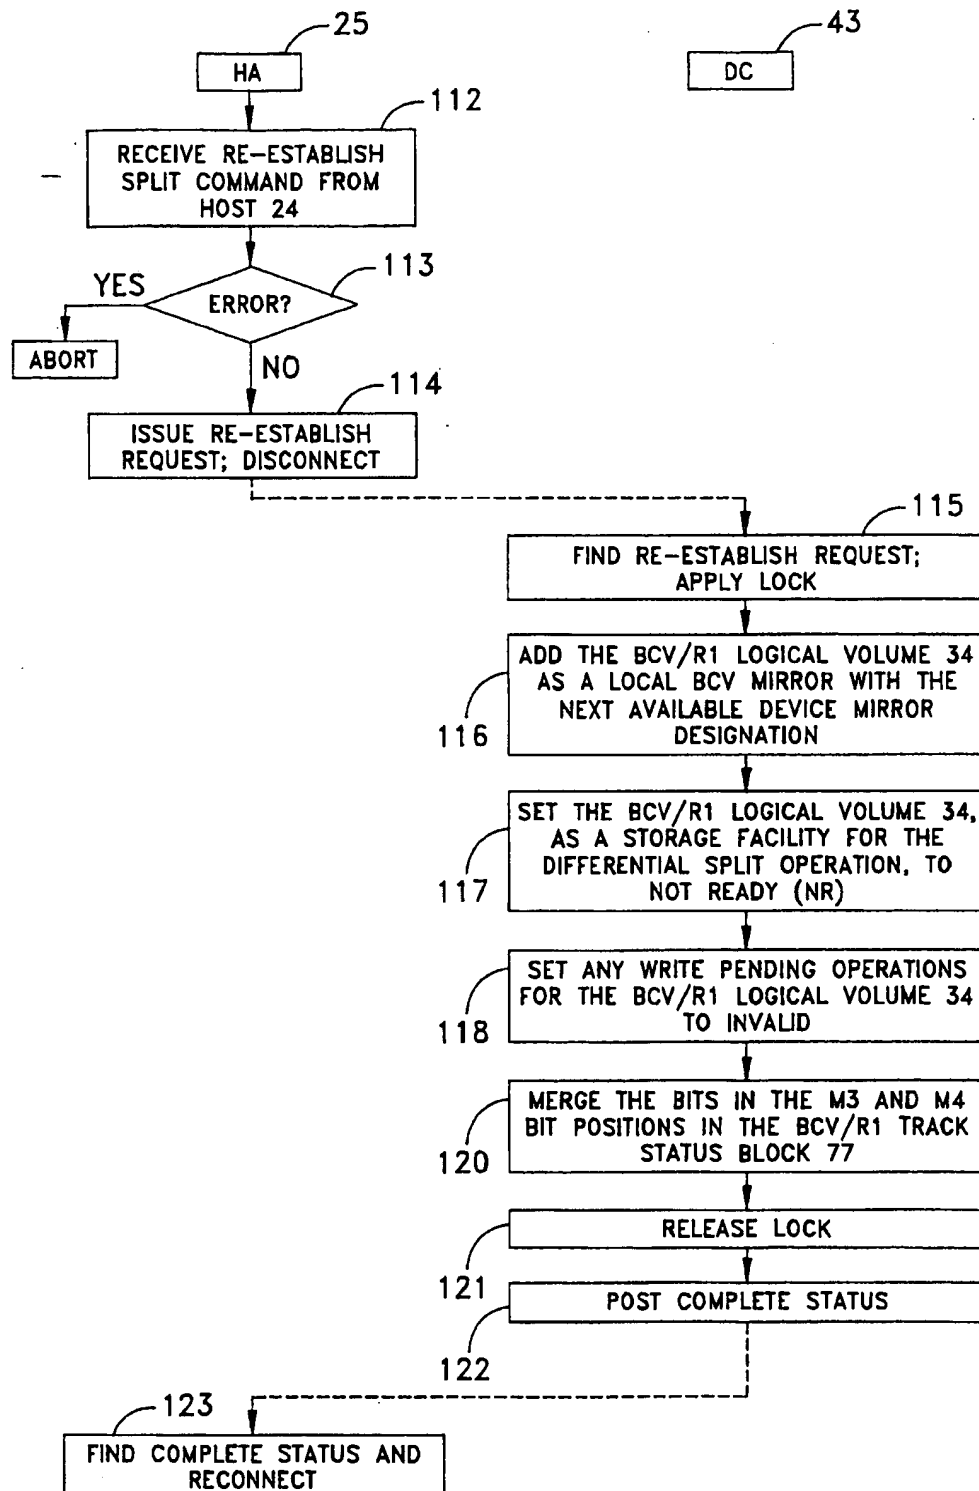 25
43
HA
DC
112
RECEIVE RE-ESTABLISH
SPLIT COMMAND FROM
HOST 24
113
YES
ERROR?
ABORT
NO
114
ISSUE RE-ESTABLISH
REQUEST; DISCONNECT
115
FIND RE-ESTABLISH REQUEST;
APPLY LOCK
ADD THE BCV/R1 LOGICAL VOLUME 34
AS A LOCAL BCV MIRROR WITH THE
NEXT AVAILABLE DEVICE MIRROR
DESIGNATION
116
SET THE BCV/R1 LOGICAL VOLUME 34,
AS A STORAGE FACILITY FOR THE
DIFFERENTIAL SPLIT OPERATION, TO
NOT READY (NR)
117
SET ANY WRITE PENDING OPERATIONS
FOR THE BCV/R1 LOGICAL VOLUME 34
TO INVALID
118
MERGE THE BITS IN THE M3 AND M4
BIT POSITIONS IN THE BCV/R1 TRACK
STATUS BLOCK 77
120
RELEASE LOCK
121
POST COMPLETE STATUS
122
123
FIND COMPLETE STATUS AND
RECONNECT